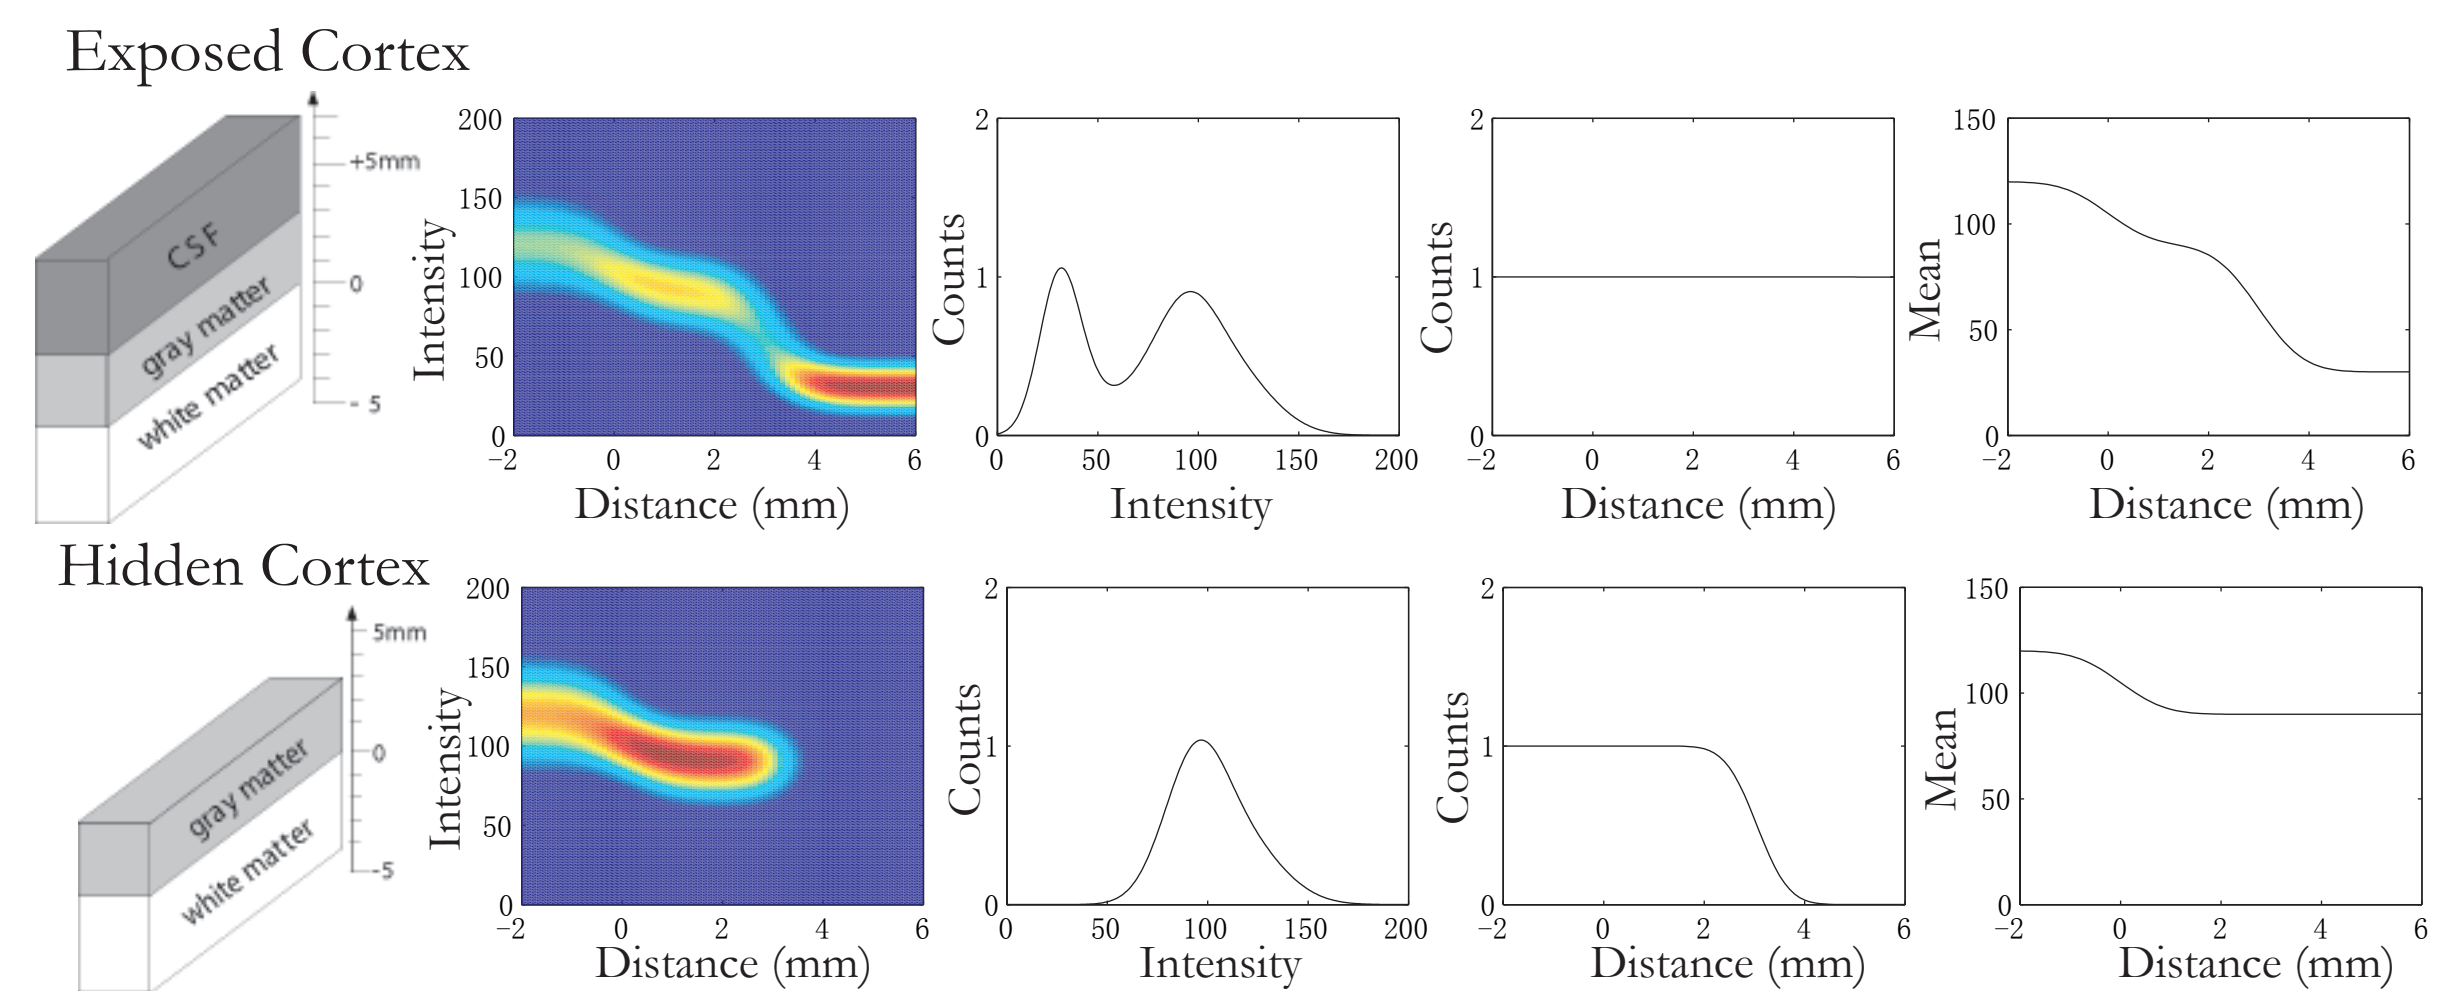 Exposed Cortex
+5mm
0
- 5
CSF
gray matter
white matter
200
150
100
50
0
-2 0 2 4 6
Intensity
Distance (mm)
2
1
0
0 50 100 150 200
Counts
Intensity
2
1
0
-2 0 2 4 6
Counts
Distance (mm)
150
100
50
0
-2 0 2 4 6
Mean
Distance (mm)
Hidden Cortex
5mm
0
-5
gray matter
white matter
200
150
100
50
0
-2 0 2 4 6
Intensity
Distance (mm)
2
1
0
0 50 100 150 200
Counts
Intensity
2
1
0
-2 0 2 4 6
Counts
Distance (mm)
150
100
50
0
-2 0 2 4 6
Mean
Distance (mm)